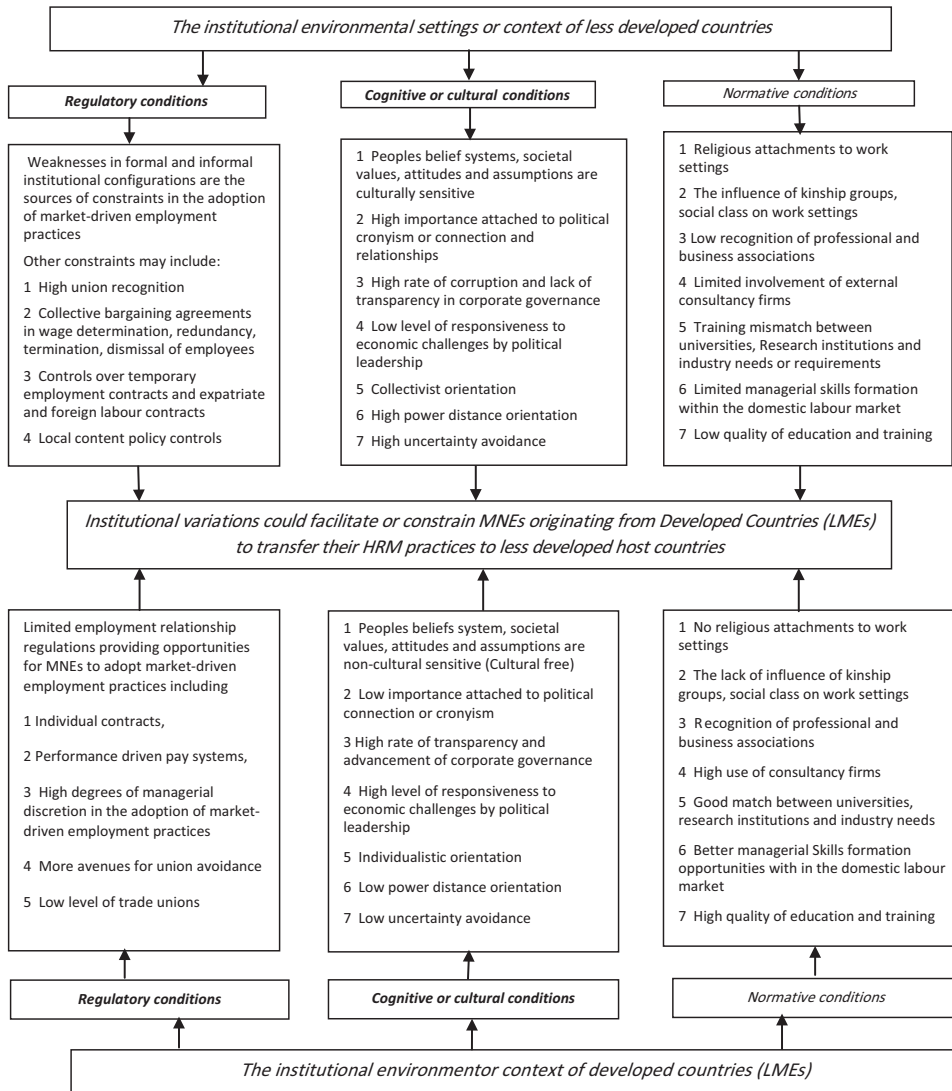 The institutional environmental settings or context of less developed countries
Regulatory conditions
Cognitive or cultural conditions
Normative conditions
Weaknesses in formal and informal
institutional configurations are the
sources of constraints in the adoption
of market-driven employment
practices
Other constraints may include:
1 High union recognition
2 Collective bargaining agreements
in wage determination, redundancy,
termination, dismissal of employees
3 Controls over temporary
employment contracts and expatriate
and foreign labour contracts
4 Local content policy controls
1 Peoples belief systems, societal
values, attitudes and assumptions are
culturally sensitive
2 High importance attached to political
cronyism or connection and
relationships
3 High rate of corruption and lack of
transparency in corporate governance
4 Low level of responsiveness to
economic challenges by political
leadership
5 Collectivist orientation
6 High power distance orientation
7 High uncertainty avoidance
1 Religious attachments to work
settings
2 The influence of kinship groups,
social class on work settings
3 Low recognition of professional and
business associations
4 Limited involvement of external
consultancy firms
5 Training mismatch between
universities, Research institutions and
industry needs or requirements
6 Limited managerial skills formation
within the domestic labour market
7 Low quality of education and training
Institutional variations could facilitate or constrain MNEs originating from Developed Countries (LMEs)
to transfer their HRM practices to less developed host countries
Limited employment relationship
regulations providing opportunities
for MNEs to adopt market-driven
employment practices including
1 Individual contracts,
2 Performance driven pay systems,
3 High degrees of managerial
discretion in the adoption of market-
driven employment practices
4 More avenues for union avoidance
5 Low level of trade unions
1 Peoples beliefs system, societal
values, attitudes and assumptions are
non-cultural sensitive (Cultural free)
2 Low importance attached to political
connection or cronyism
3 High rate of transparency and
advancement of corporate governance
4 High level of responsiveness to
economic challenges by political
leadership
5 Individualistic orientation
6 Low power distance orientation
7 Low uncertainty avoidance
1 No religious attachments to work
settings
2 The lack of influence of kinship
groups, social class on work settings
3 Recognition of professional and
business associations
4 High use of consultancy firms
5 Good match between universities,
research institutions and industry needs
6 Better managerial Skills formation
opportunities with in the domestic labour
market
7 High quality of education and training
Regulatory conditions
Cognitive or cultural conditions
Normative conditions
The institutional environmentor context of developed countries (LMEs)